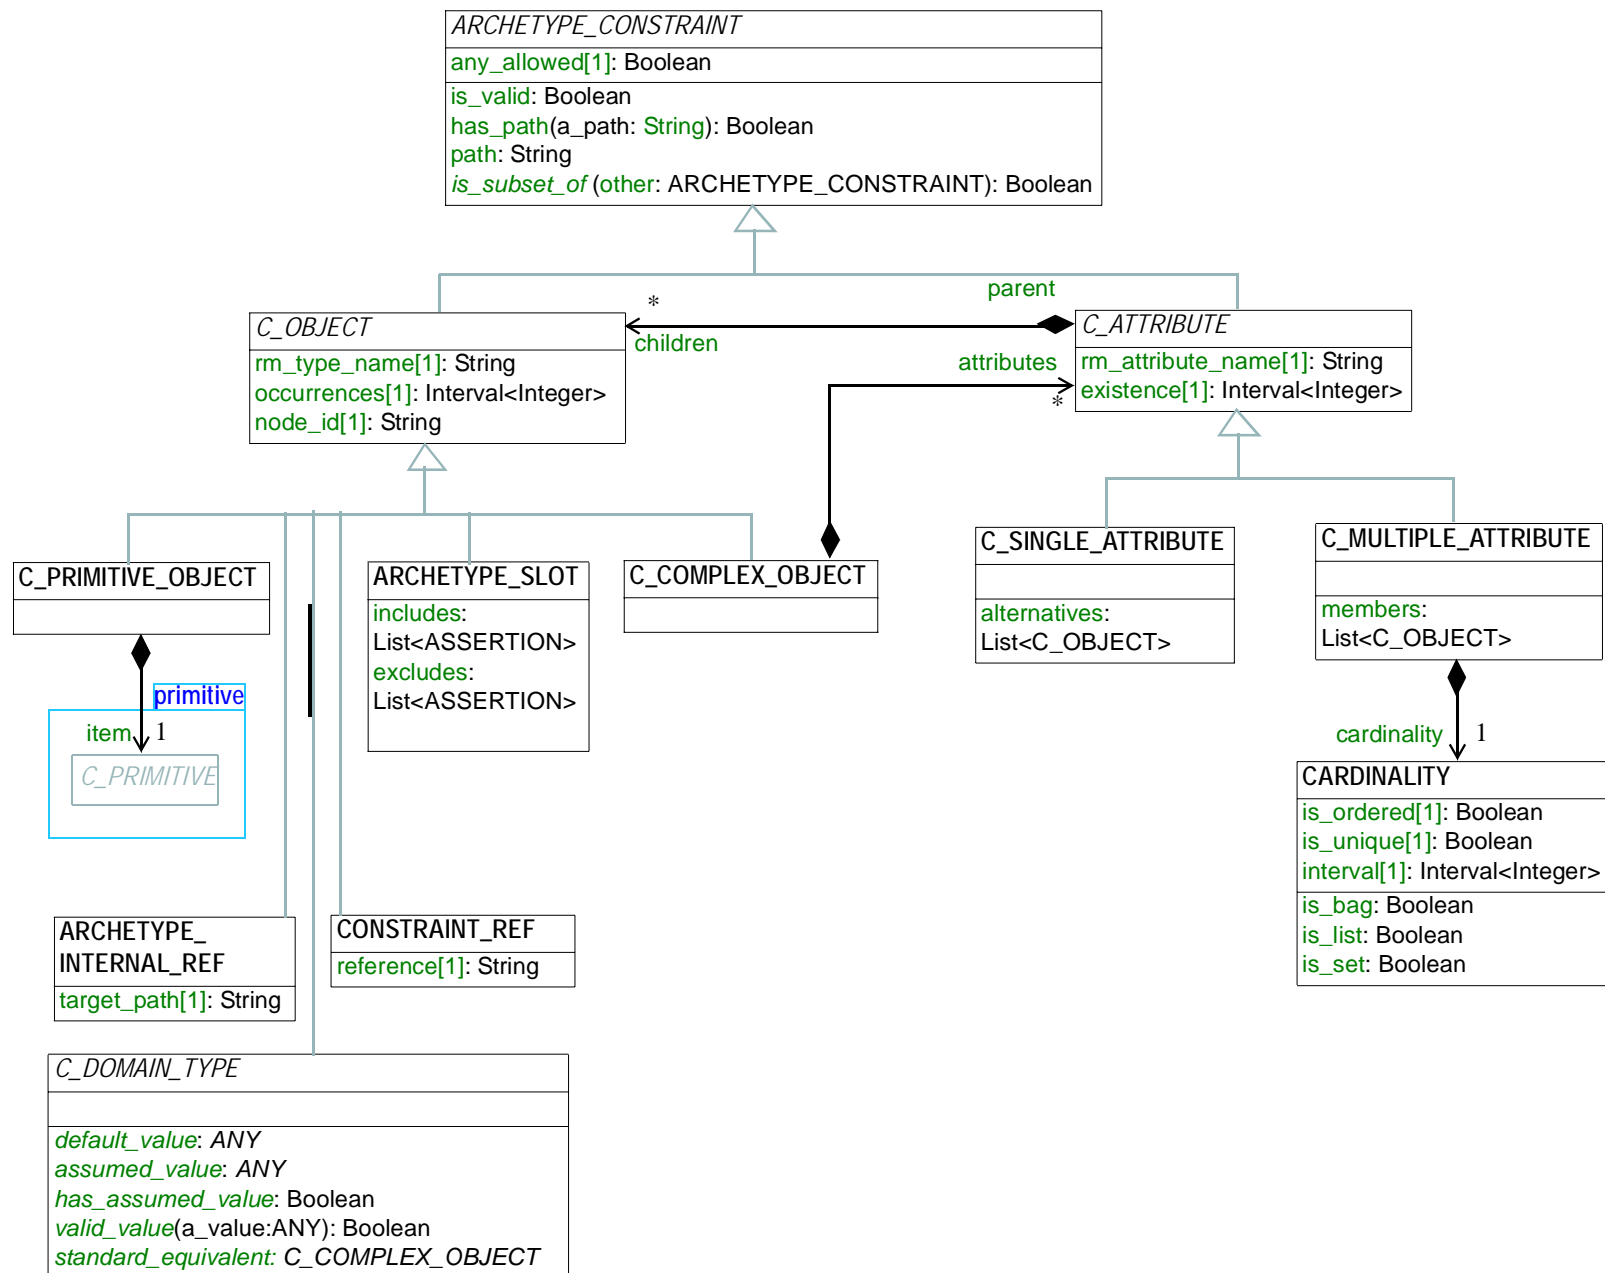 ARCHETYPE_CONSTRAINT
any_allowed[1]: Boolean
is_valid: Boolean
has_path(a_path: String): Boolean
path: String
is_subset_of (other: ARCHETYPE_CONSTRAINT): Boolean
parent
*
children
attributes
*
C_OBJECT
rm_type_name[1]: String
occurrences[1]: Interval<Integer>
node_id[1]: String
C_ATTRIBUTE
rm_attribute_name[1]: String
existence[1]: Interval<Integer>
C_PRIMITIVE_OBJECT
ARCHETYPE_SLOT
includes:
List<ASSERTION>
excludes:
List<ASSERTION>
C_COMPLEX_OBJECT
C_SINGLE_ATTRIBUTE
alternatives:
List<C_OBJECT>
C_MULTIPLE_ATTRIBUTE
members:
List<C_OBJECT>
primitive
item
1
C_PRIMITIVE
cardinality
1
CARDINALITY
is_ordered[1]: Boolean
is_unique[1]: Boolean
interval[1]: Interval<Integer>
is_bag: Boolean
is_list: Boolean
is_set: Boolean
ARCHETYPE_
INTERNAL_REF
target_path[1]: String
CONSTRAINT_REF
reference[1]: String
C_DOMAIN_TYPE
default_value: ANY
assumed_value: ANY
has_assumed_value: Boolean
valid_value(a_value:ANY): Boolean
standard_equivalent: C_COMPLEX_OBJECT